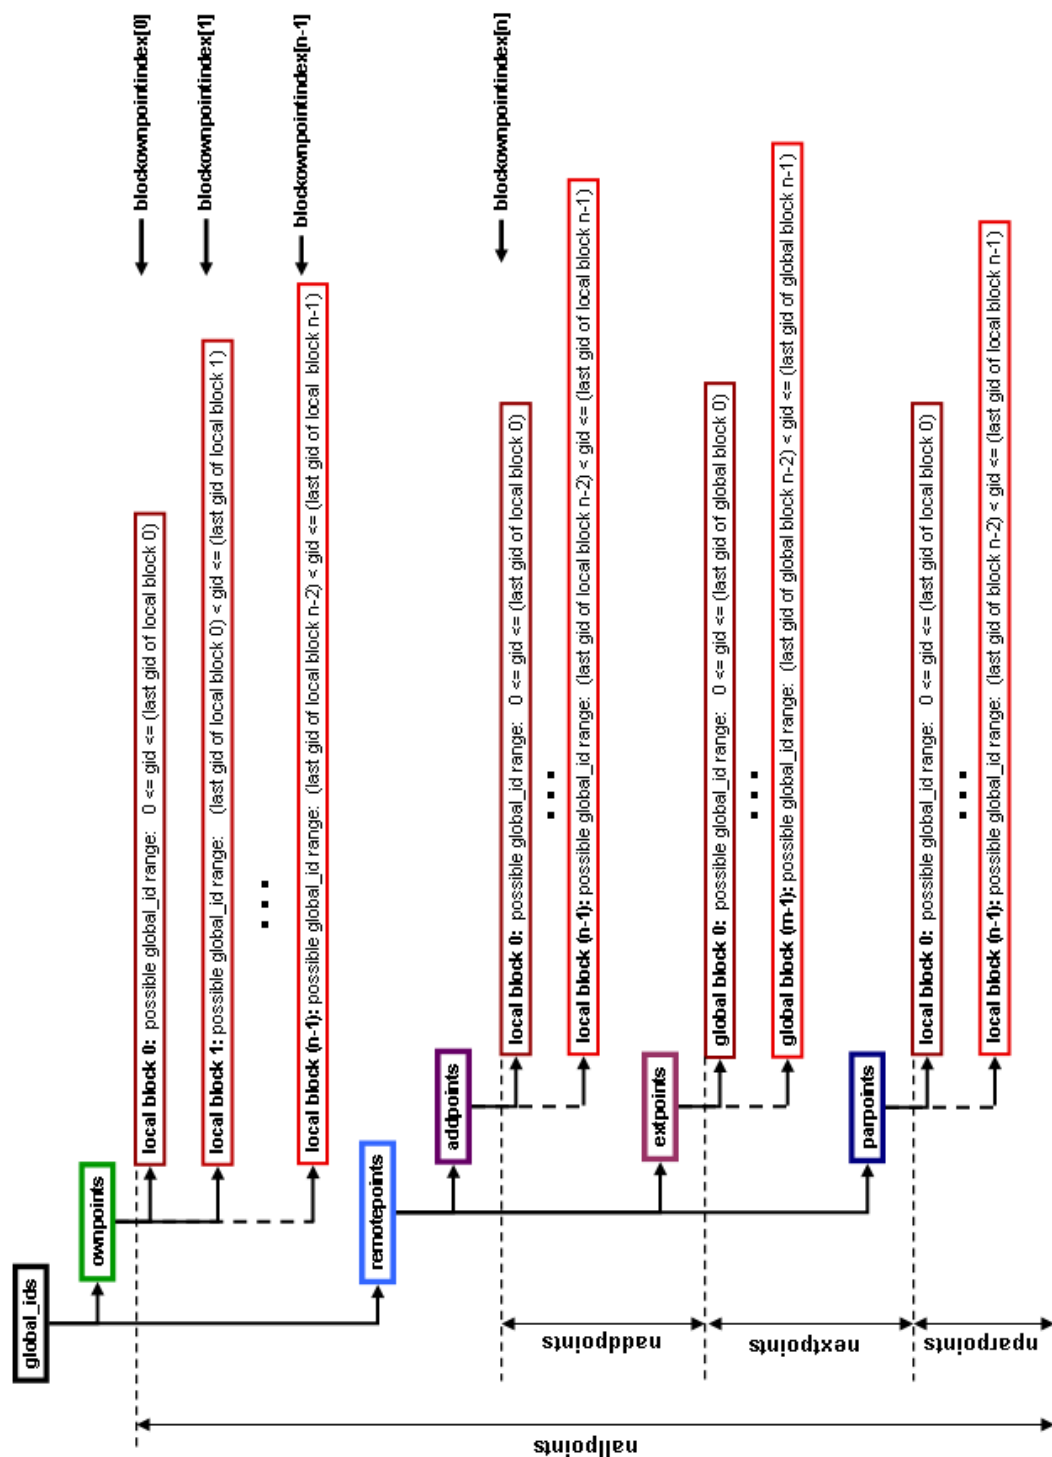 global_ids
ownpoints
local block 0: possible global_id range: 0 <= gid <= (last gid of local block 0)
blockownpointindex[0]
local block 1: possible global_id range: (last gid of local block 0) < gid <= (last gid of local block 1)
blockownpointindex[1]
...
local block (n-1): possible global_id range: (last gid of local block n-2) < gid <= (last gid of local block n-1)
blockownpointindex[n-1]
remotepoints
addpoints
local block 0: possible global_id range: 0 <= gid <= (last gid of local block 0)
blockownpointindex[n]
...
local block (n-1): possible global_id range: (last gid of local block n-2) < gid <= (last gid of local block n-1)
extpoints
global block 0: possible global_id range: 0 <= gid <= (last gid of global block 0)
...
global block (m-1): possible global_id range: (last gid of global block n-2) < gid <= (last gid of global block n-1)
parpoints
local block 0: possible global_id range: 0 <= gid <= (last gid of local block 0)
...
local block (n-1): possible global_id range: (last gid of block n-2) < gid <= (last gid of local block n-1)
naddpoints
nextpoints
nparpoints
nallpoints